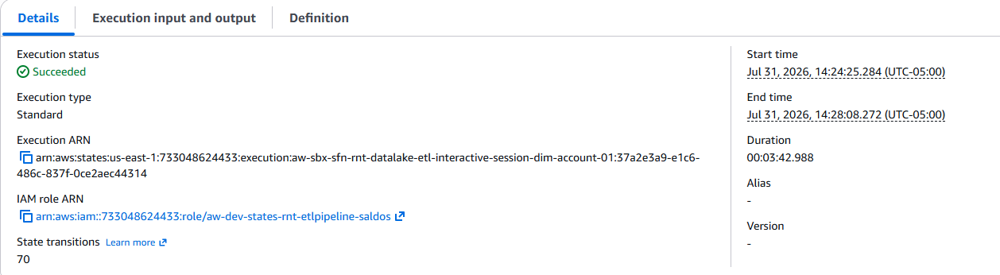 Details
Execution input and output
Definition
Execution status
Succeeded
Execution type
Standard
Execution ARN
arn:aws:states:us-east-1:733048624433:execution:aw-sbx-sfn-rnt-datalake-etl-interactive-session-dim-account-01:37a2e3a9-e1c6-
486c-837f-0ce2aec44314
IAM role ARN
arn:aws:iam::733048624433:role/aw-dev-states-rnt-etlpipeline-saldos
State transitions Learn more
70
Start time
Jul 31, 2026, 14:24:25.284 (UTC-05:00)
End time
Jul 31, 2026, 14:28:08.272 (UTC-05:00)
Duration
00:03:42.988
Alias
-
Version
-